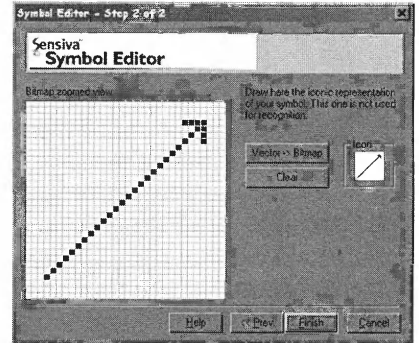 Symbol Editor - Step 2 of 2
Sensiva
Symbol Editor
Bitmap zoomed view
Draw here the iconic representation
of your symbol. This one is not used
for recognition.
Vector -> Bitmap
Icon
Clear
Help
<< Prev
Finish
Cancel